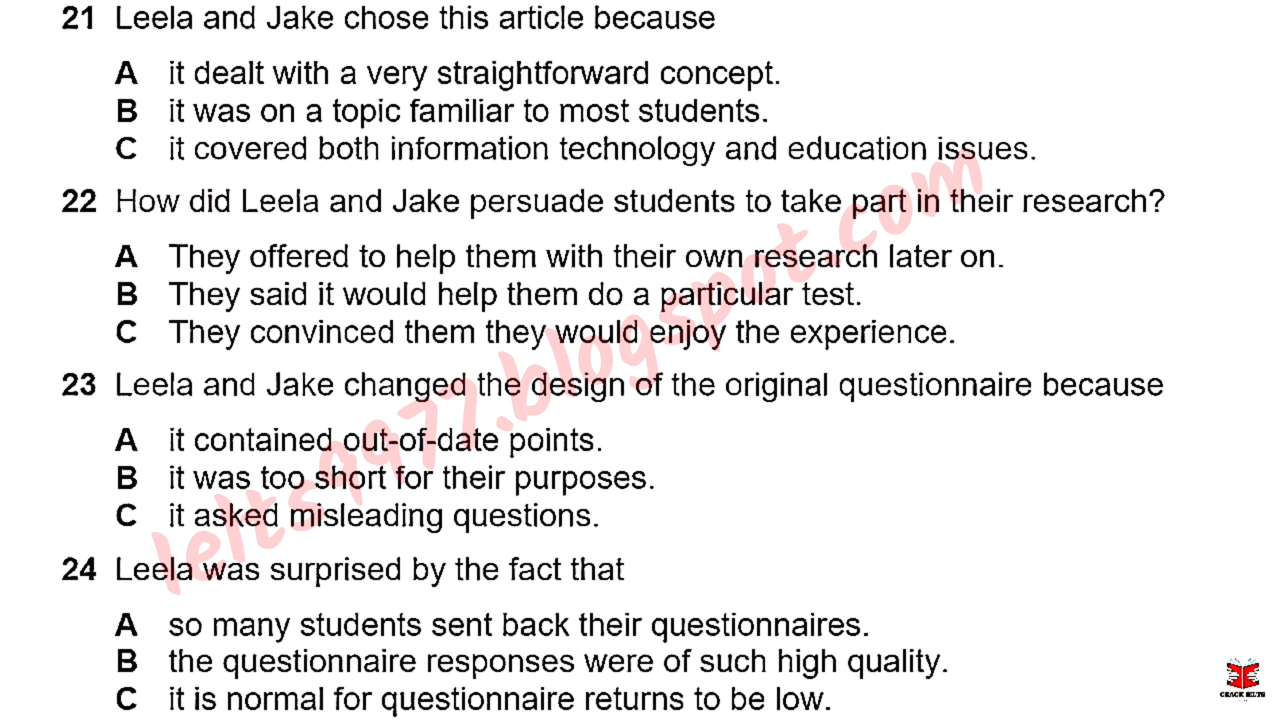 21 Leela and Jake chose this article because
A it dealt with a very straightforward concept.
B it was on a topic familiar to most students.
C it covered both information technology and education issues.
22 How did Leela and Jake persuade students to take part in their research?
A They offered to help them with their own research later on.
B They said it would help them do a particular test.
C They convinced them they would enjoy the experience.
23 Leela and Jake changed the design of the original questionnaire because
A it contained out-of-date points.
B it was too short for their purposes.
C it asked misleading questions.
24 Leela was surprised by the fact that
A so many students sent back their questionnaires.
B the questionnaire responses were of such high quality.
C it is normal for questionnaire returns to be low.
Ielts9977.blogspot.com
CRACK IELTS